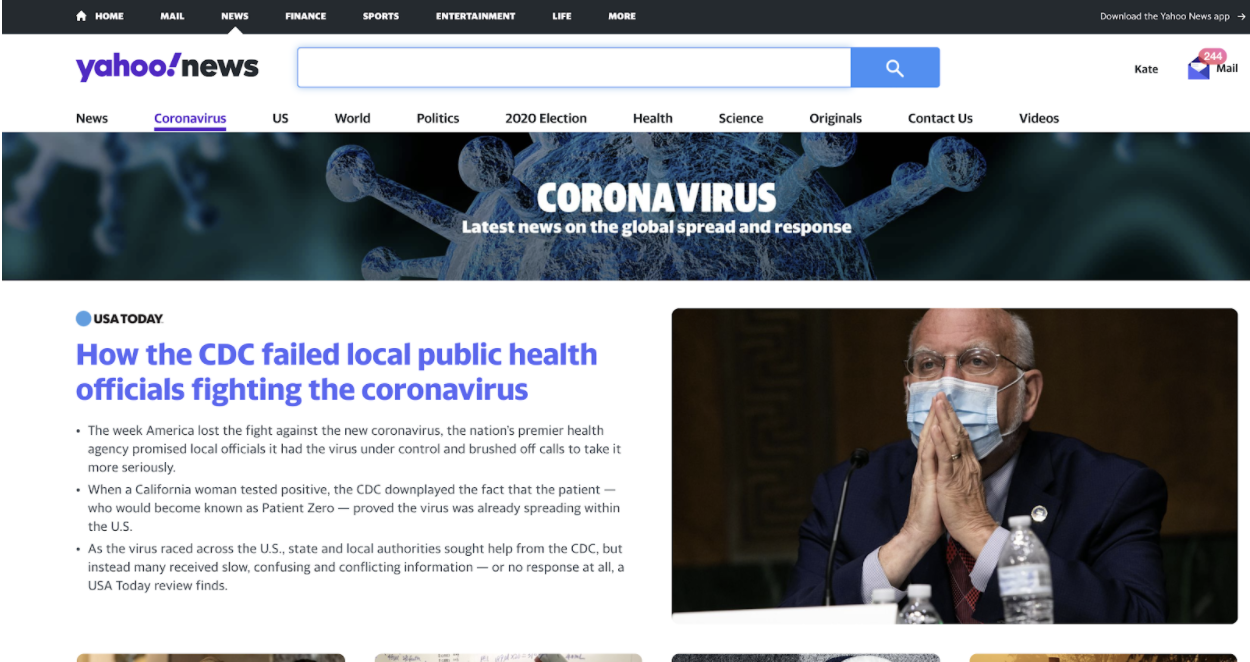 HOME MAIL NEWS FINANCE SPORTS ENTERTAINMENT LIFE MORE Download the Yahoo News app →
yahoo!news
244
Kate Mail
News Coronavirus US World Politics 2020 Election Health Science Originals Contact Us Videos
CORONAVIRUS
Latest news on the global spread and response
USA TODAY
How the CDC failed local public health
officials fighting the coronavirus
• The week America lost the fight against the new coronavirus, the nation's premier health
agency promised local officials it had the virus under control and brushed off calls to take it
more seriously.
• When a California woman tested positive, the CDC downplayed the fact that the patient —
who would become known as Patient Zero — proved the virus was already spreading within
the U.S.
• As the virus raced across the U.S., state and local authorities sought help from the CDC, but
instead many received slow, confusing and conflicting information — or no response at all, a
USA Today review finds.